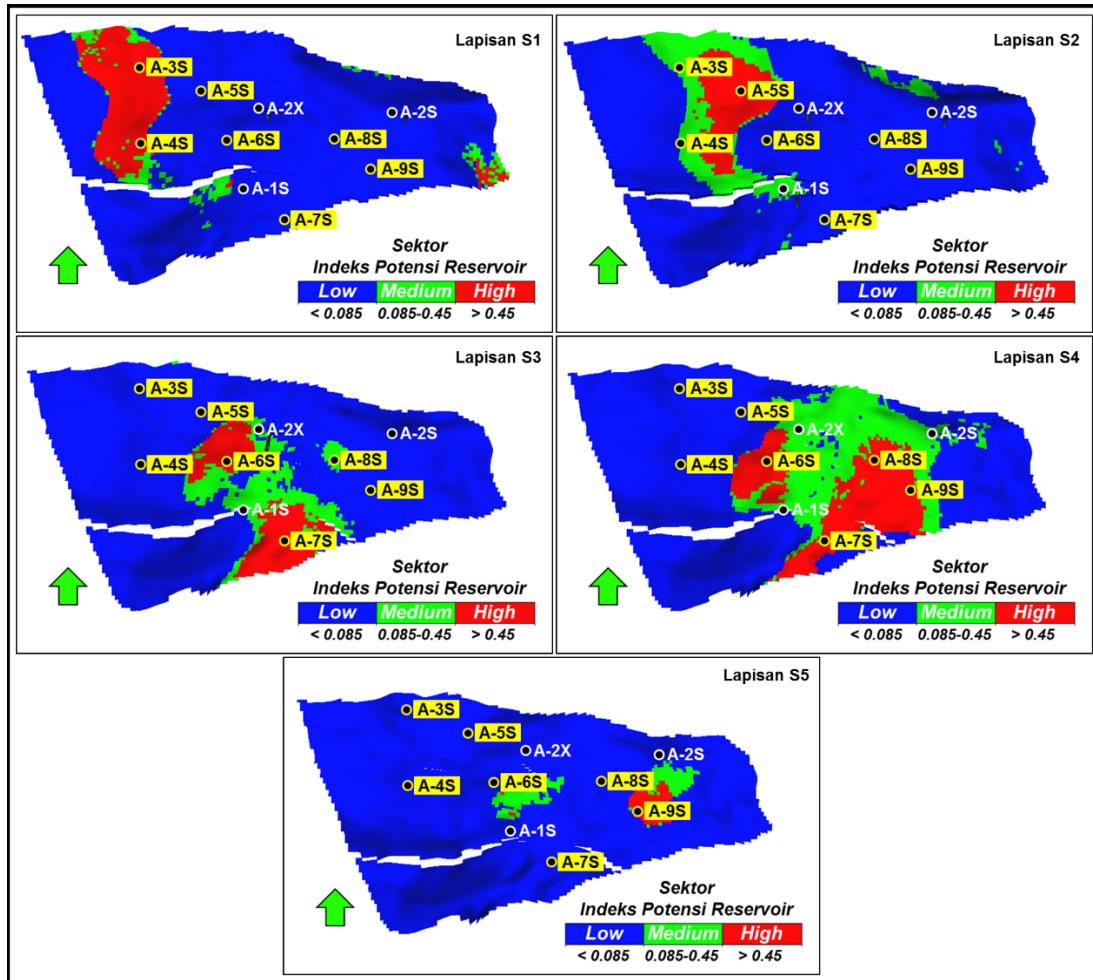 Lapisan S1
A-3S
A-5S
A-2X
A-2S
A-4S
A-6S
A-8S
A-9S
A-1S
A-7S
Sektor
Indeks Potensi Reservoir
Low Medium High
< 0.085 0.085-0.45 > 0.45
Lapisan S2
A-3S
A-5S
A-2X
A-2S
A-4S
A-6S
A-8S
A-9S
A-1S
A-7S
Sektor
Indeks Potensi Reservoir
Low Medium High
< 0.085 0.085-0.45 > 0.45
Lapisan S3
A-3S
A-5S
A-2X
A-2S
A-4S
A-6S
A-8S
A-9S
A-1S
A-7S
Sektor
Indeks Potensi Reservoir
Low Medium High
< 0.085 0.085-0.45 > 0.45
Lapisan S4
A-3S
A-5S
A-2X
A-2S
A-4S
A-6S
A-8S
A-9S
A-1S
A-7S
Sektor
Indeks Potensi Reservoir
Low Medium High
< 0.085 0.085-0.45 > 0.45
Lapisan S5
A-3S
A-5S
A-2X
A-2S
A-4S
A-6S
A-8S
A-9S
A-1S
A-7S
Sektor
Indeks Potensi Reservoir
Low Medium High
< 0.085 0.085-0.45 > 0.45